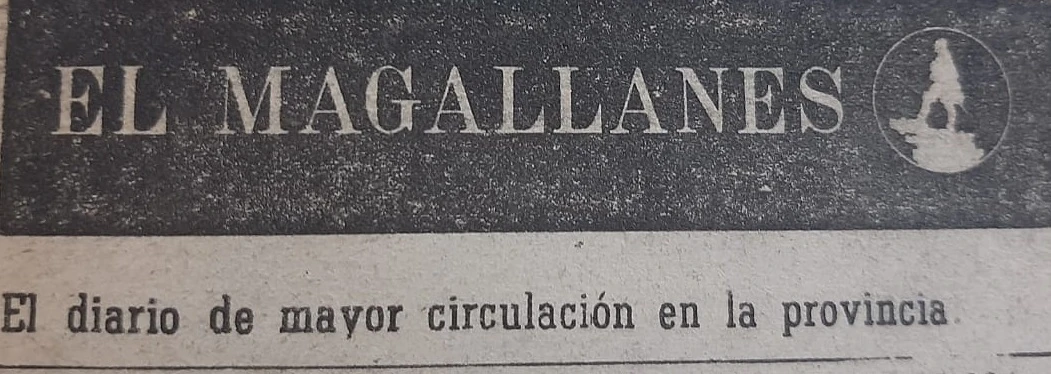 EL MAGALLANES
El diario de mayor circulación en la provincia